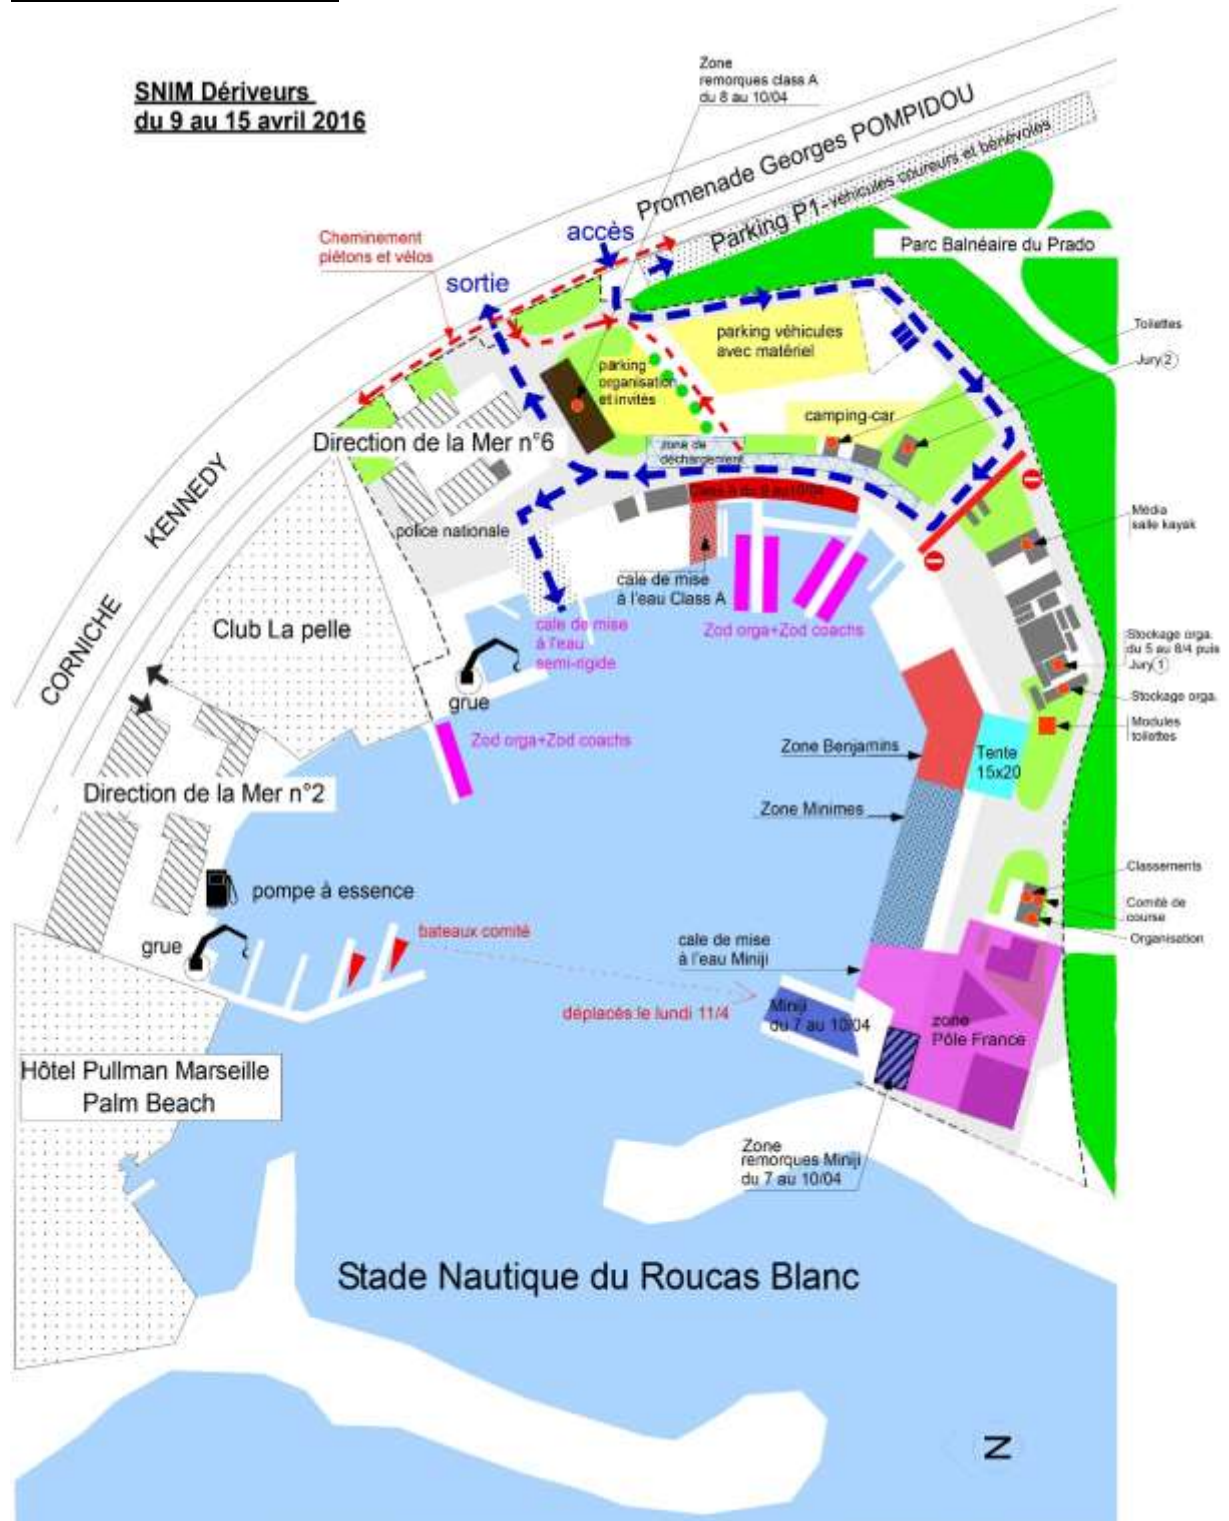 SNIM Dériveurs
du 9 au 15 avril 2016
Zone
remorques class A
du 8 au 10/04
Promenade Georges POMPIDOU
Parking P1-véhicules coureurs et bénévoles
Parc Balnéaire du Prado
accès
Cheminement
piétons et vélos
sortie
parking véhicules
avec matériel
Toilettes
Jury 2
parking
organisation
et invités
camping-car
Direction de la Mer n°6
zone de
déchargement
KENNEDY
CORNICHE
police nationale
Média
salle kayak
cale de mise
à l'eau Class A
Club La pelle
cale de mise
à l'eau
semi-rigide
Zod orga+Zod coachs
Stockage orga.
du 5 au 8/4 puis
Jury 1
Stockage orga.
grue
Modules
toilettes
Zod orga+Zod coachs
Zone Benjamins
Tente
15x20
Direction de la Mer n°2
Zone Minimes
Classements
pompe à essence
Comité de
course
Organisation
bateaux comité
grue
cale de mise
à l'eau Miniji
déplacés le lundi 11/4
Miniji
du 7 au 10/04
zone
Pôle France
Hôtel Pullman Marseille
Palm Beach
Zone
remorques Miniji
du 7 au 10/04
Stade Nautique du Roucas Blanc
N